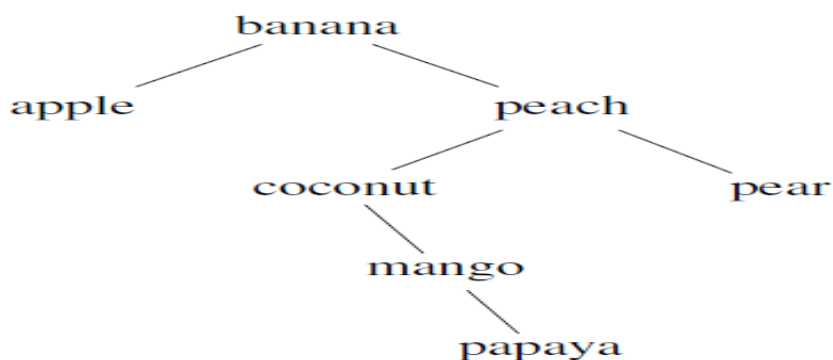 banana
apple peach
coconut pear
mango
papaya